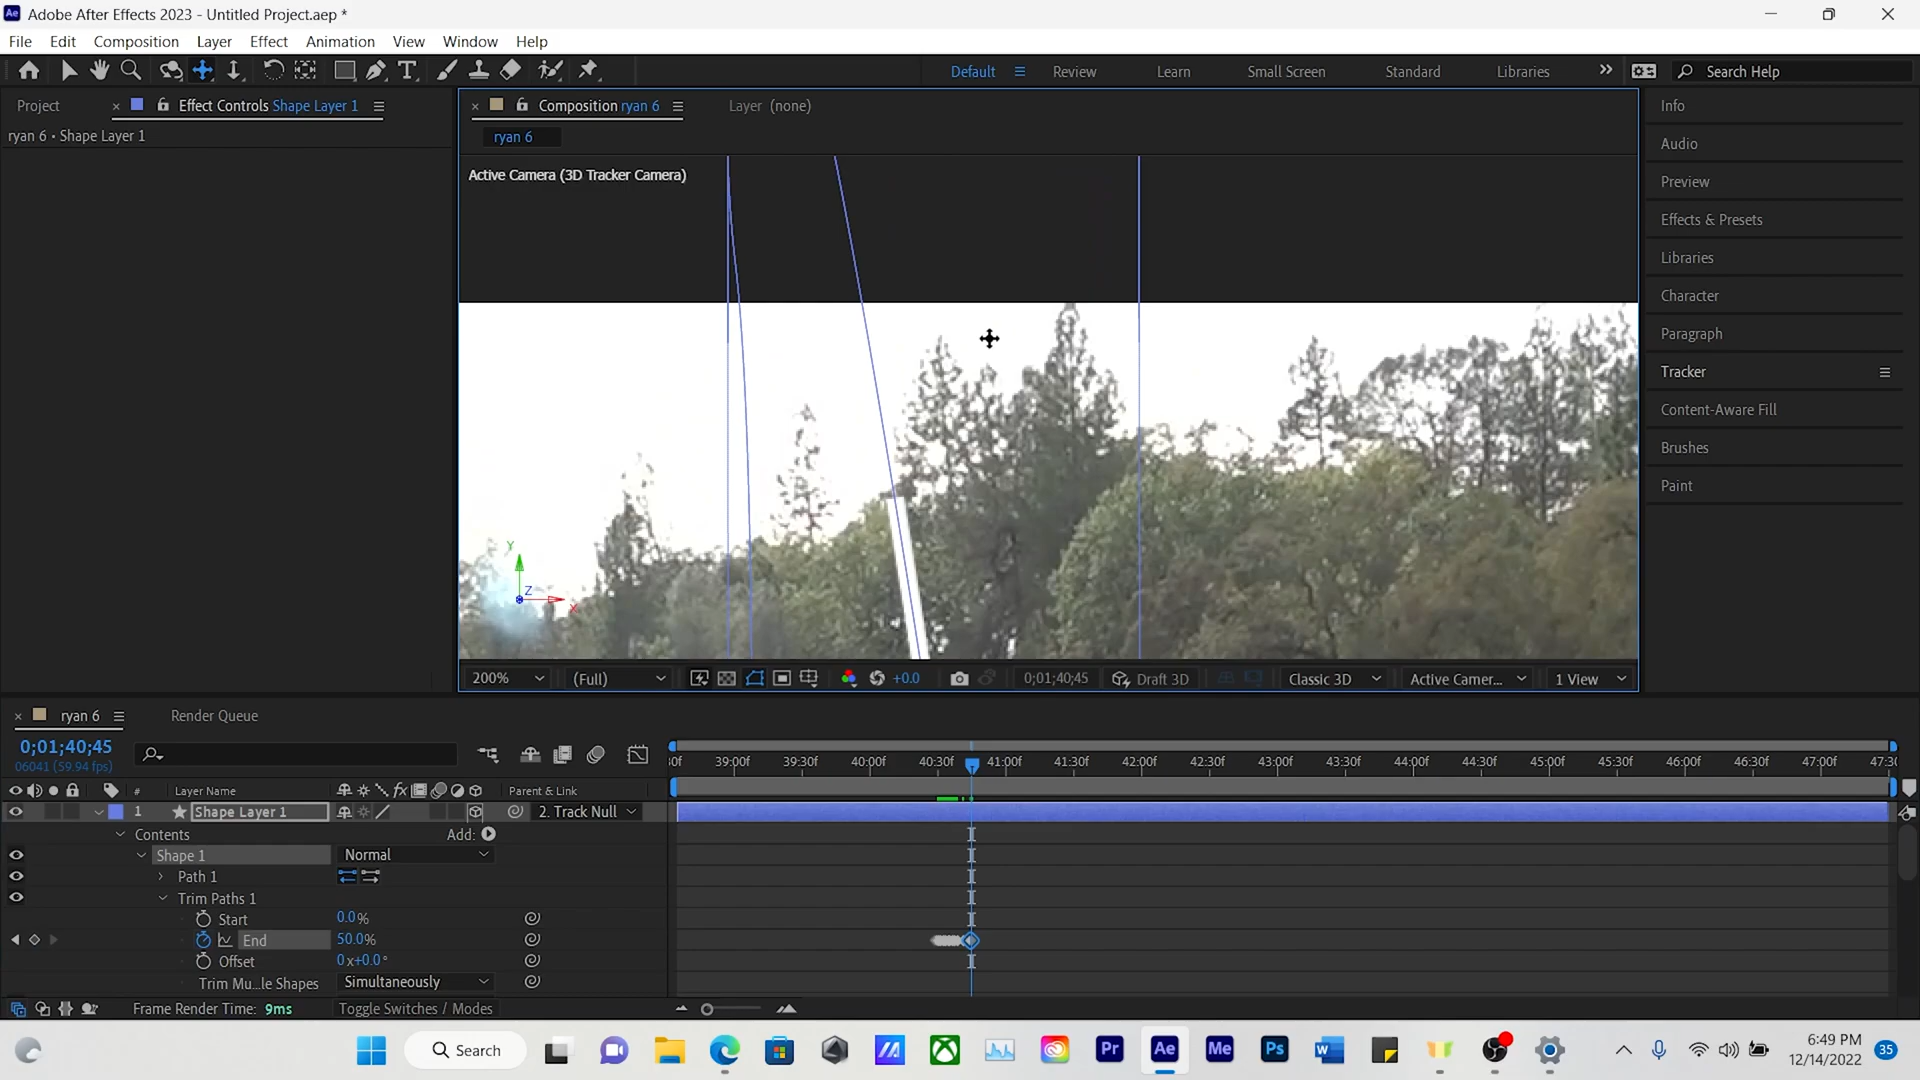 Adobe After Effects 2023 - Untitled Project.aep *
File Edit Composition Layer Effect Animation View Window Help
Default Review Learn Small Screen Standard Libraries Search Help
Project Effect Controls Shape Layer 1 Composition ryan 6 Layer (none)
ryan 6 • Shape Layer 1
ryan 6
Active Camera (3D Tracker Camera)
Info
Audio
Preview
Effects & Presets
Libraries
Character
Paragraph
Tracker
Content-Aware Fill
Brushes
Paint
Y
Z
X
200% (Full) +0.0 0;01;40;45 Draft 3D Classic 3D Active Camer... 1 View
ryan 6 Render Queue
0;01;40;45
06041 (59.94 fps)
39:00f 39:30f 40:00f 40:30f 41:00f 41:30f 42:00f 42:30f 43:00f 43:30f 44:00f 44:30f 45:00f 45:30f 46:00f 46:30f 47:00f 47:30
# Layer Name fx Parent & Link
1 Shape Layer 1 2. Track Null
Contents Add:
Shape 1 Normal
Path 1
Trim Paths 1
Start 0.0%
End 50.0%
Offset 0x+0.0°
Trim Mu...le Shapes Simultaneously
Frame Render Time: 9ms Toggle Switches / Modes
Search Pr Ae Me Ps W
6:49 PM
12/14/2022 35